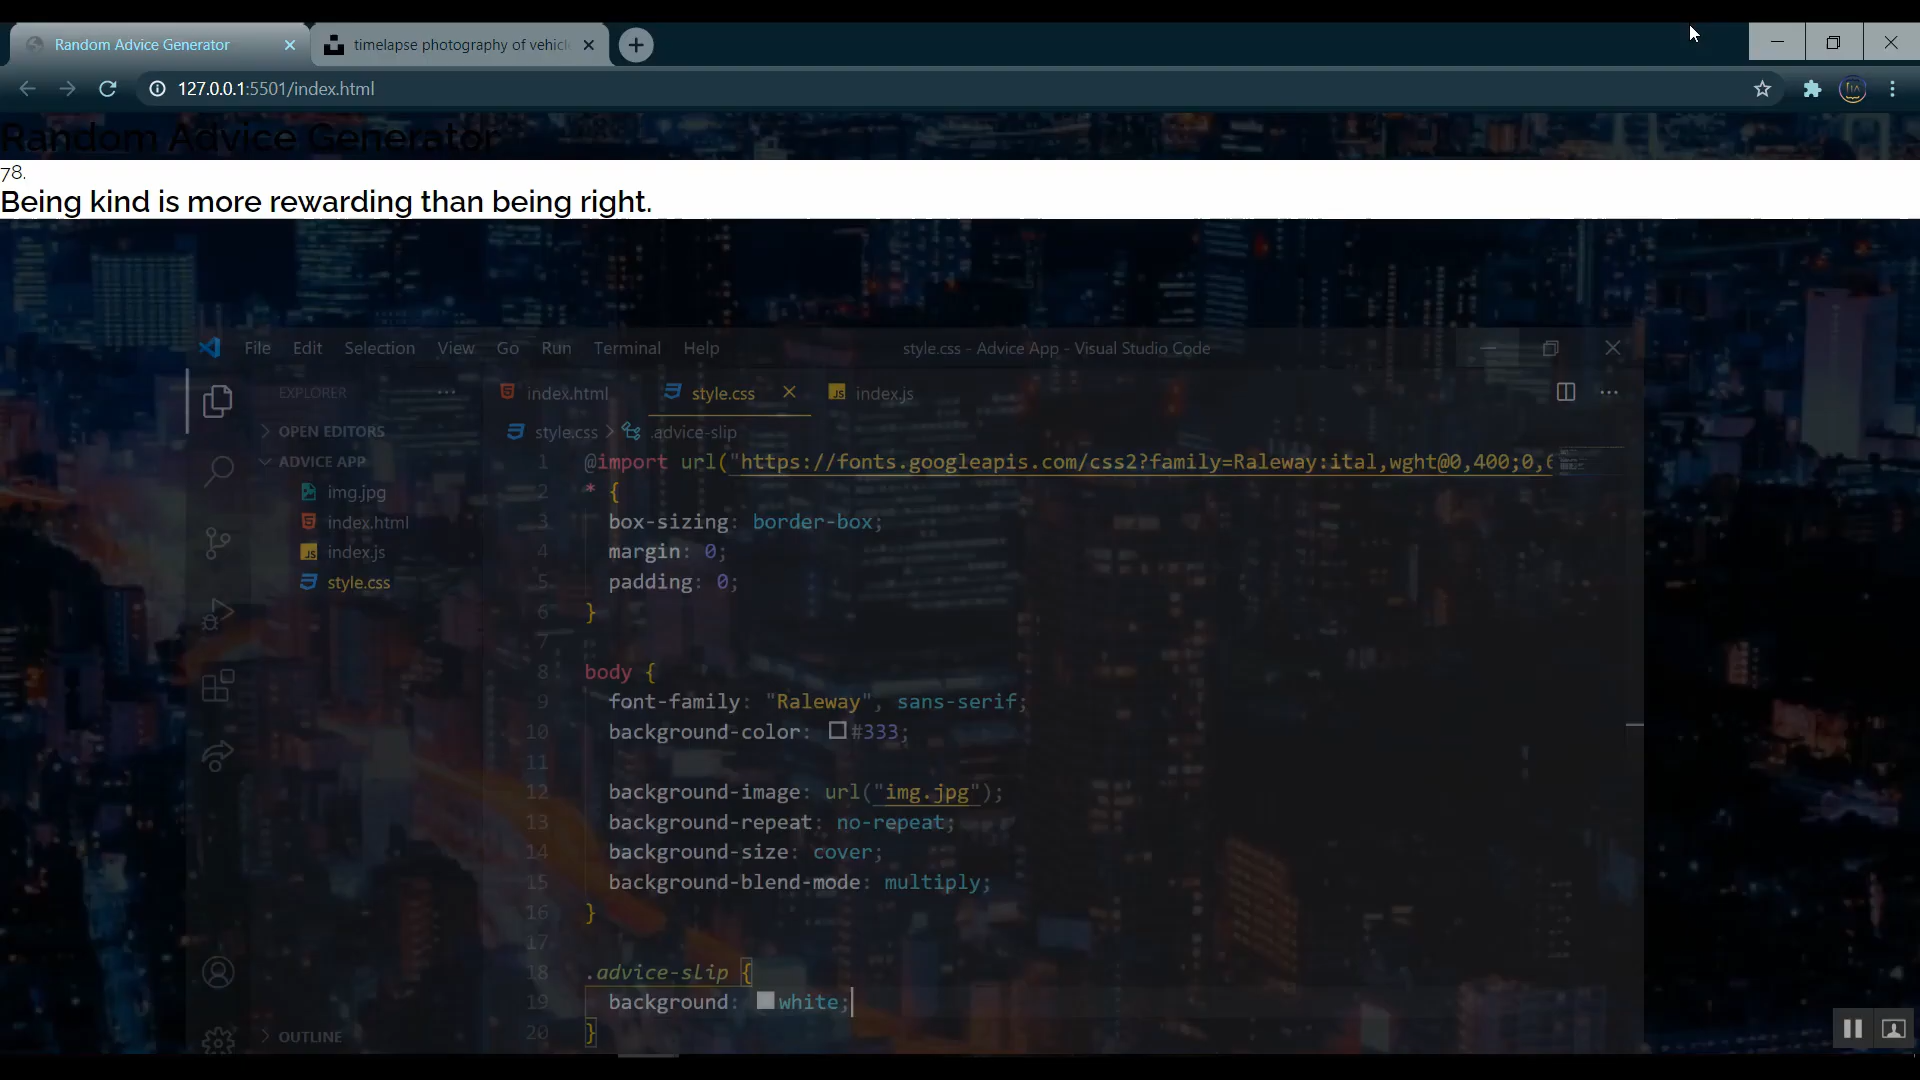 Random Advice Generator
timelapse photography of vehicl
127.0.0.1:5501/index.html
Random Advice Generator
78.
Being kind is more rewarding than being right.
File Edit Selection View Go Run Terminal Help
style.css - Advice App - Visual Studio Code
EXPLORER
index.html
style.css
index.js
OPEN EDITORS
style.css > .advice-slip
ADVICE APP
img.jpg
index.html
index.js
style.css
1 @import url("https://fonts.googleapis.com/css2?family=Raleway:ital,wght@0,400;0,6
2 * {
3 box-sizing: border-box;
4 margin: 0;
5 padding: 0;
6 }
7
8 body {
9 font-family: "Raleway", sans-serif;
10 background-color: #333;
11
12 background-image: url("img.jpg");
13 background-repeat: no-repeat;
14 background-size: cover;
15 background-blend-mode: multiply;
16 }
17
18 .advice-slip {
19 background: white;
20 }
OUTLINE